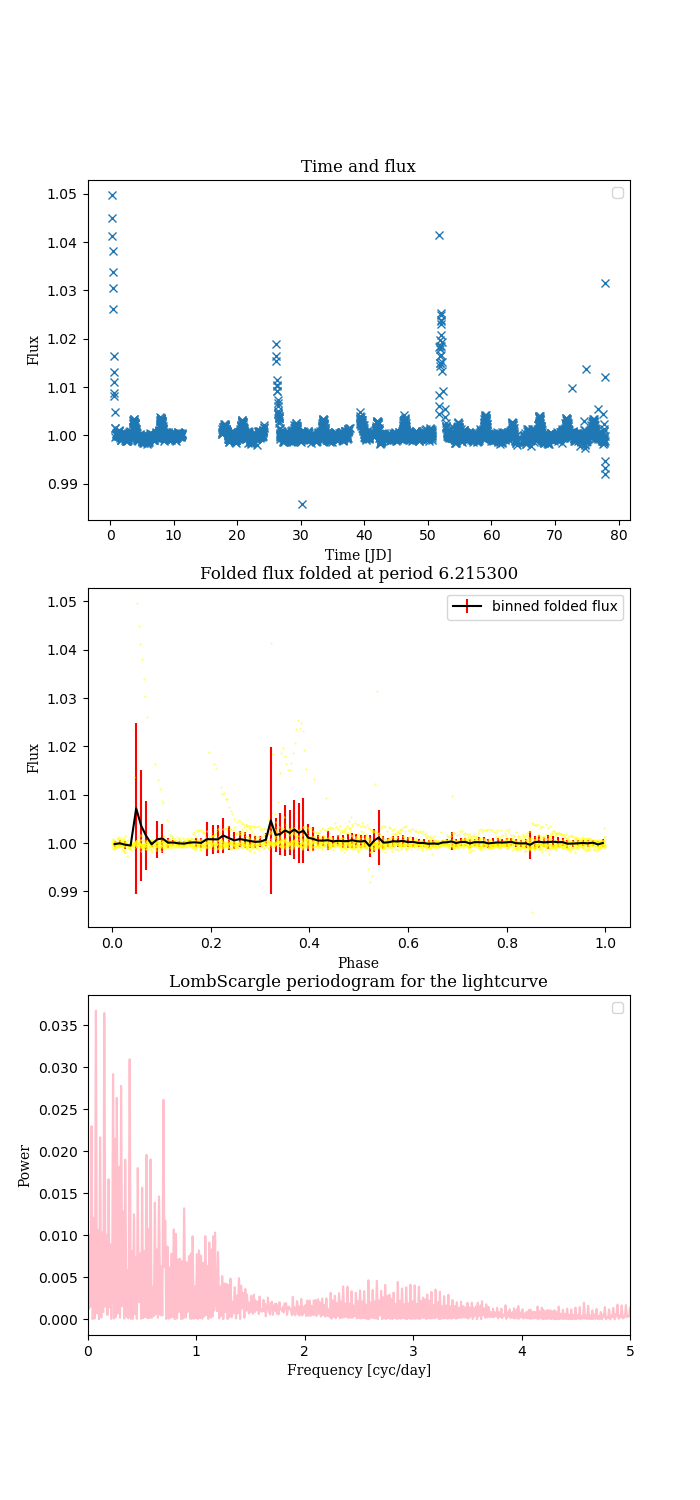 Time and flux
1.05
1.04
1.03
1.02
1.01
1.00
0.99
Flux
0 10 20 30 40 50 60 70 80
Time [JD]
Folded flux folded at period 6.215300
binned folded flux
1.05
1.04
1.03
1.02
1.01
1.00
0.99
Flux
0.0 0.2 0.4 0.6 0.8 1.0
Phase
LombScargle periodogram for the lightcurve
0.035
0.030
0.025
0.020
0.015
0.010
0.005
0.000
Power
0 1 2 3 4 5
Frequency [cyc/day]